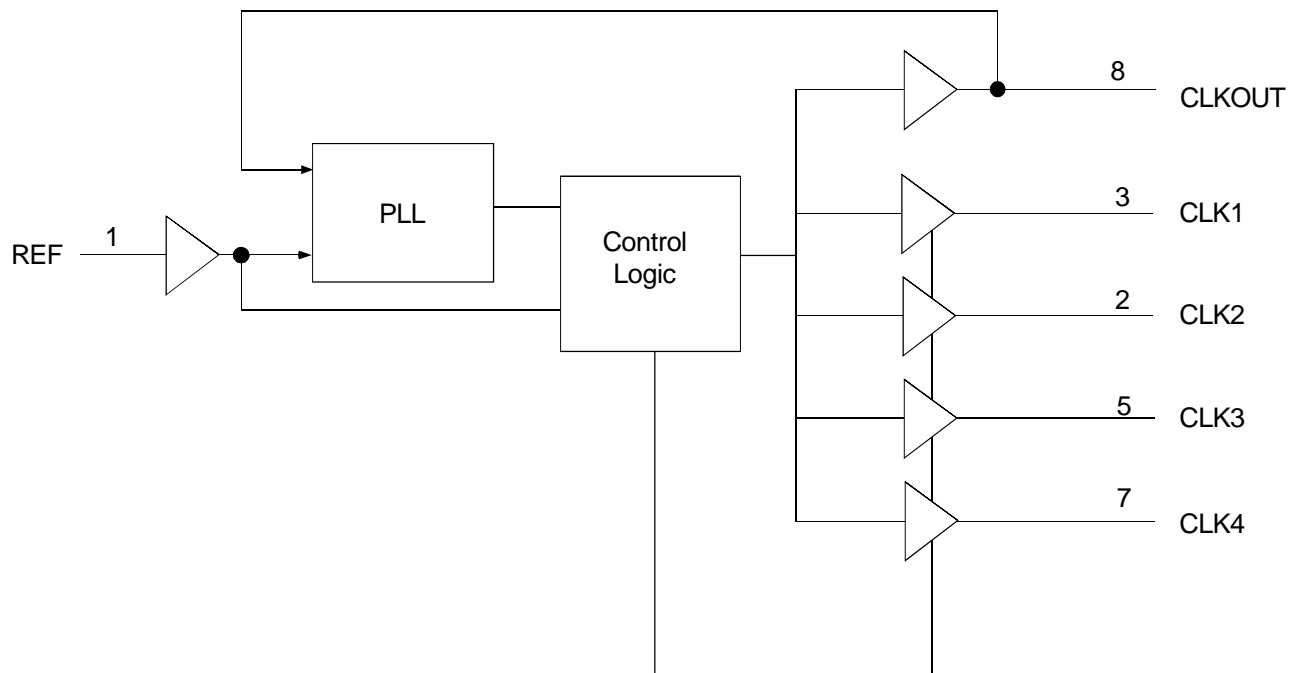 8
CLKOUT
PLL
3
CLK1
1
REF
Control
Logic
2
CLK2
5
CLK3
7
CLK4